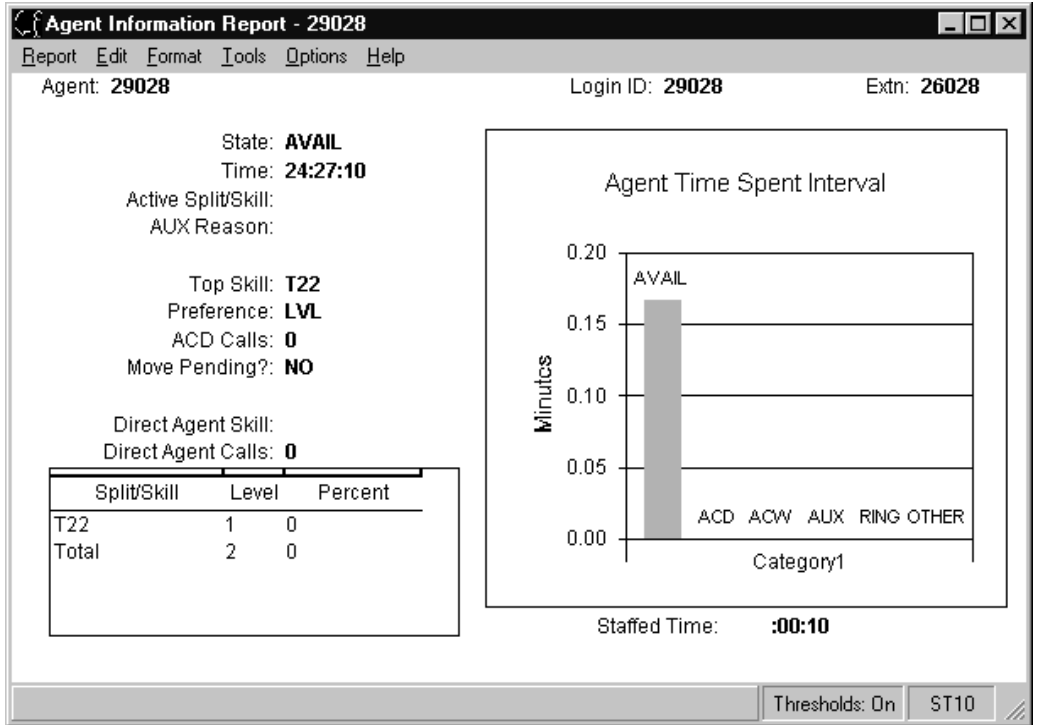 Agent Information Report - 29028
Report Edit Format Tools Options Help
Agent: 29028 Login ID: 29028 Extn: 26028
State: AVAIL
Time: 24:27:10
Active Split/Skill:
AUX Reason:
Top Skill: T22
Preference: LVL
ACD Calls: 0
Move Pending?: NO
Direct Agent Skill:
Direct Agent Calls: 0
Split/Skill Level Percent
T22 1 0
Total 2 0
Agent Time Spent Interval
Minutes
0.20
0.15
0.10
0.05
0.00
AVAIL
ACD ACW AUX RING OTHER
Category1
Staffed Time: :00:10
Thresholds: On ST10